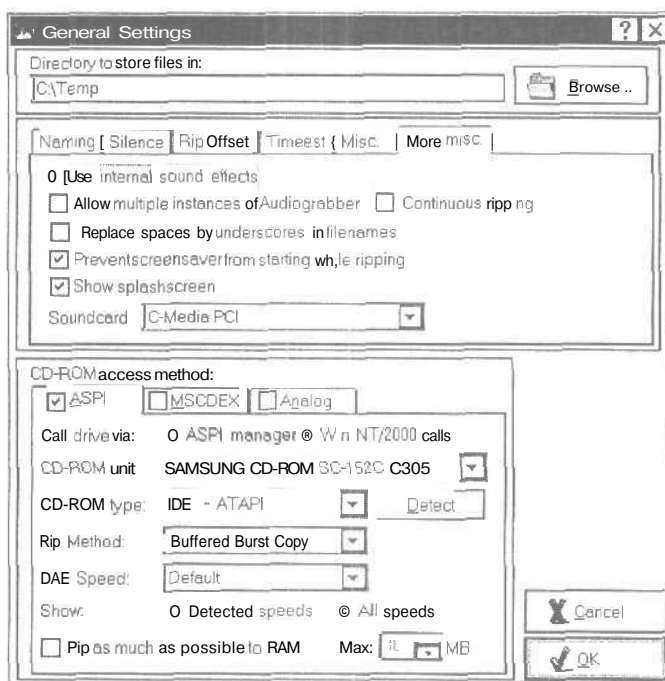 General Settings ? X
Directory to store files in:
C:\Temp
Browse ..
Naming [ Silence | Rip Offset | Timeest { Misc. | More misc. |
0 [Use internal sound effects
Allow multiple instances of Audiograbber Continuous ripp ng
Replace spaces by underscores in filenames
Prevent screensaver from starting wh,le ripping
Show splashscreen
Soundcard C-Media PCI
CD-ROM access method:
ASPI MSCDEX Analog
Call drive via: O ASPI manager ® W n NT/2000 calls
CD-ROM unit SAMSUNG CD-ROM SC-152C C305
CD-ROM type: IDE - ATAPI Detect
Rip Method: Buffered Burst Copy
DAE Speed: Default
Show: O Detected speeds © All speeds
Cancel
Pip as much as possible to RAM Max: MB
OK